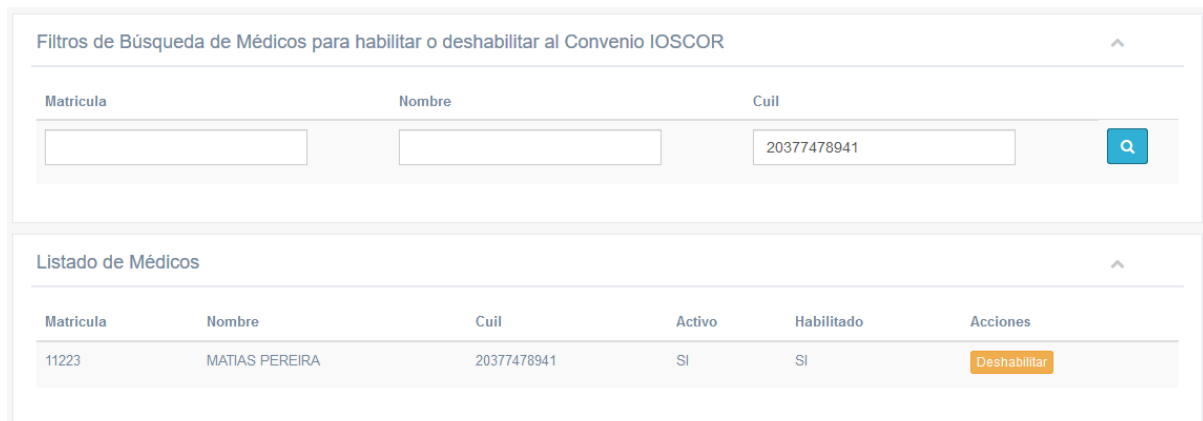 Filtros de Búsqueda de Médicos para habilitar o deshabilitar al Convenio IOSCOR
Matricula Nombre Cuil
20377478941
Listado de Médicos
Matricula Nombre Cuil Activo Habilitado Acciones
11223 MATIAS PEREIRA 20377478941 SI SI Deshabilitar